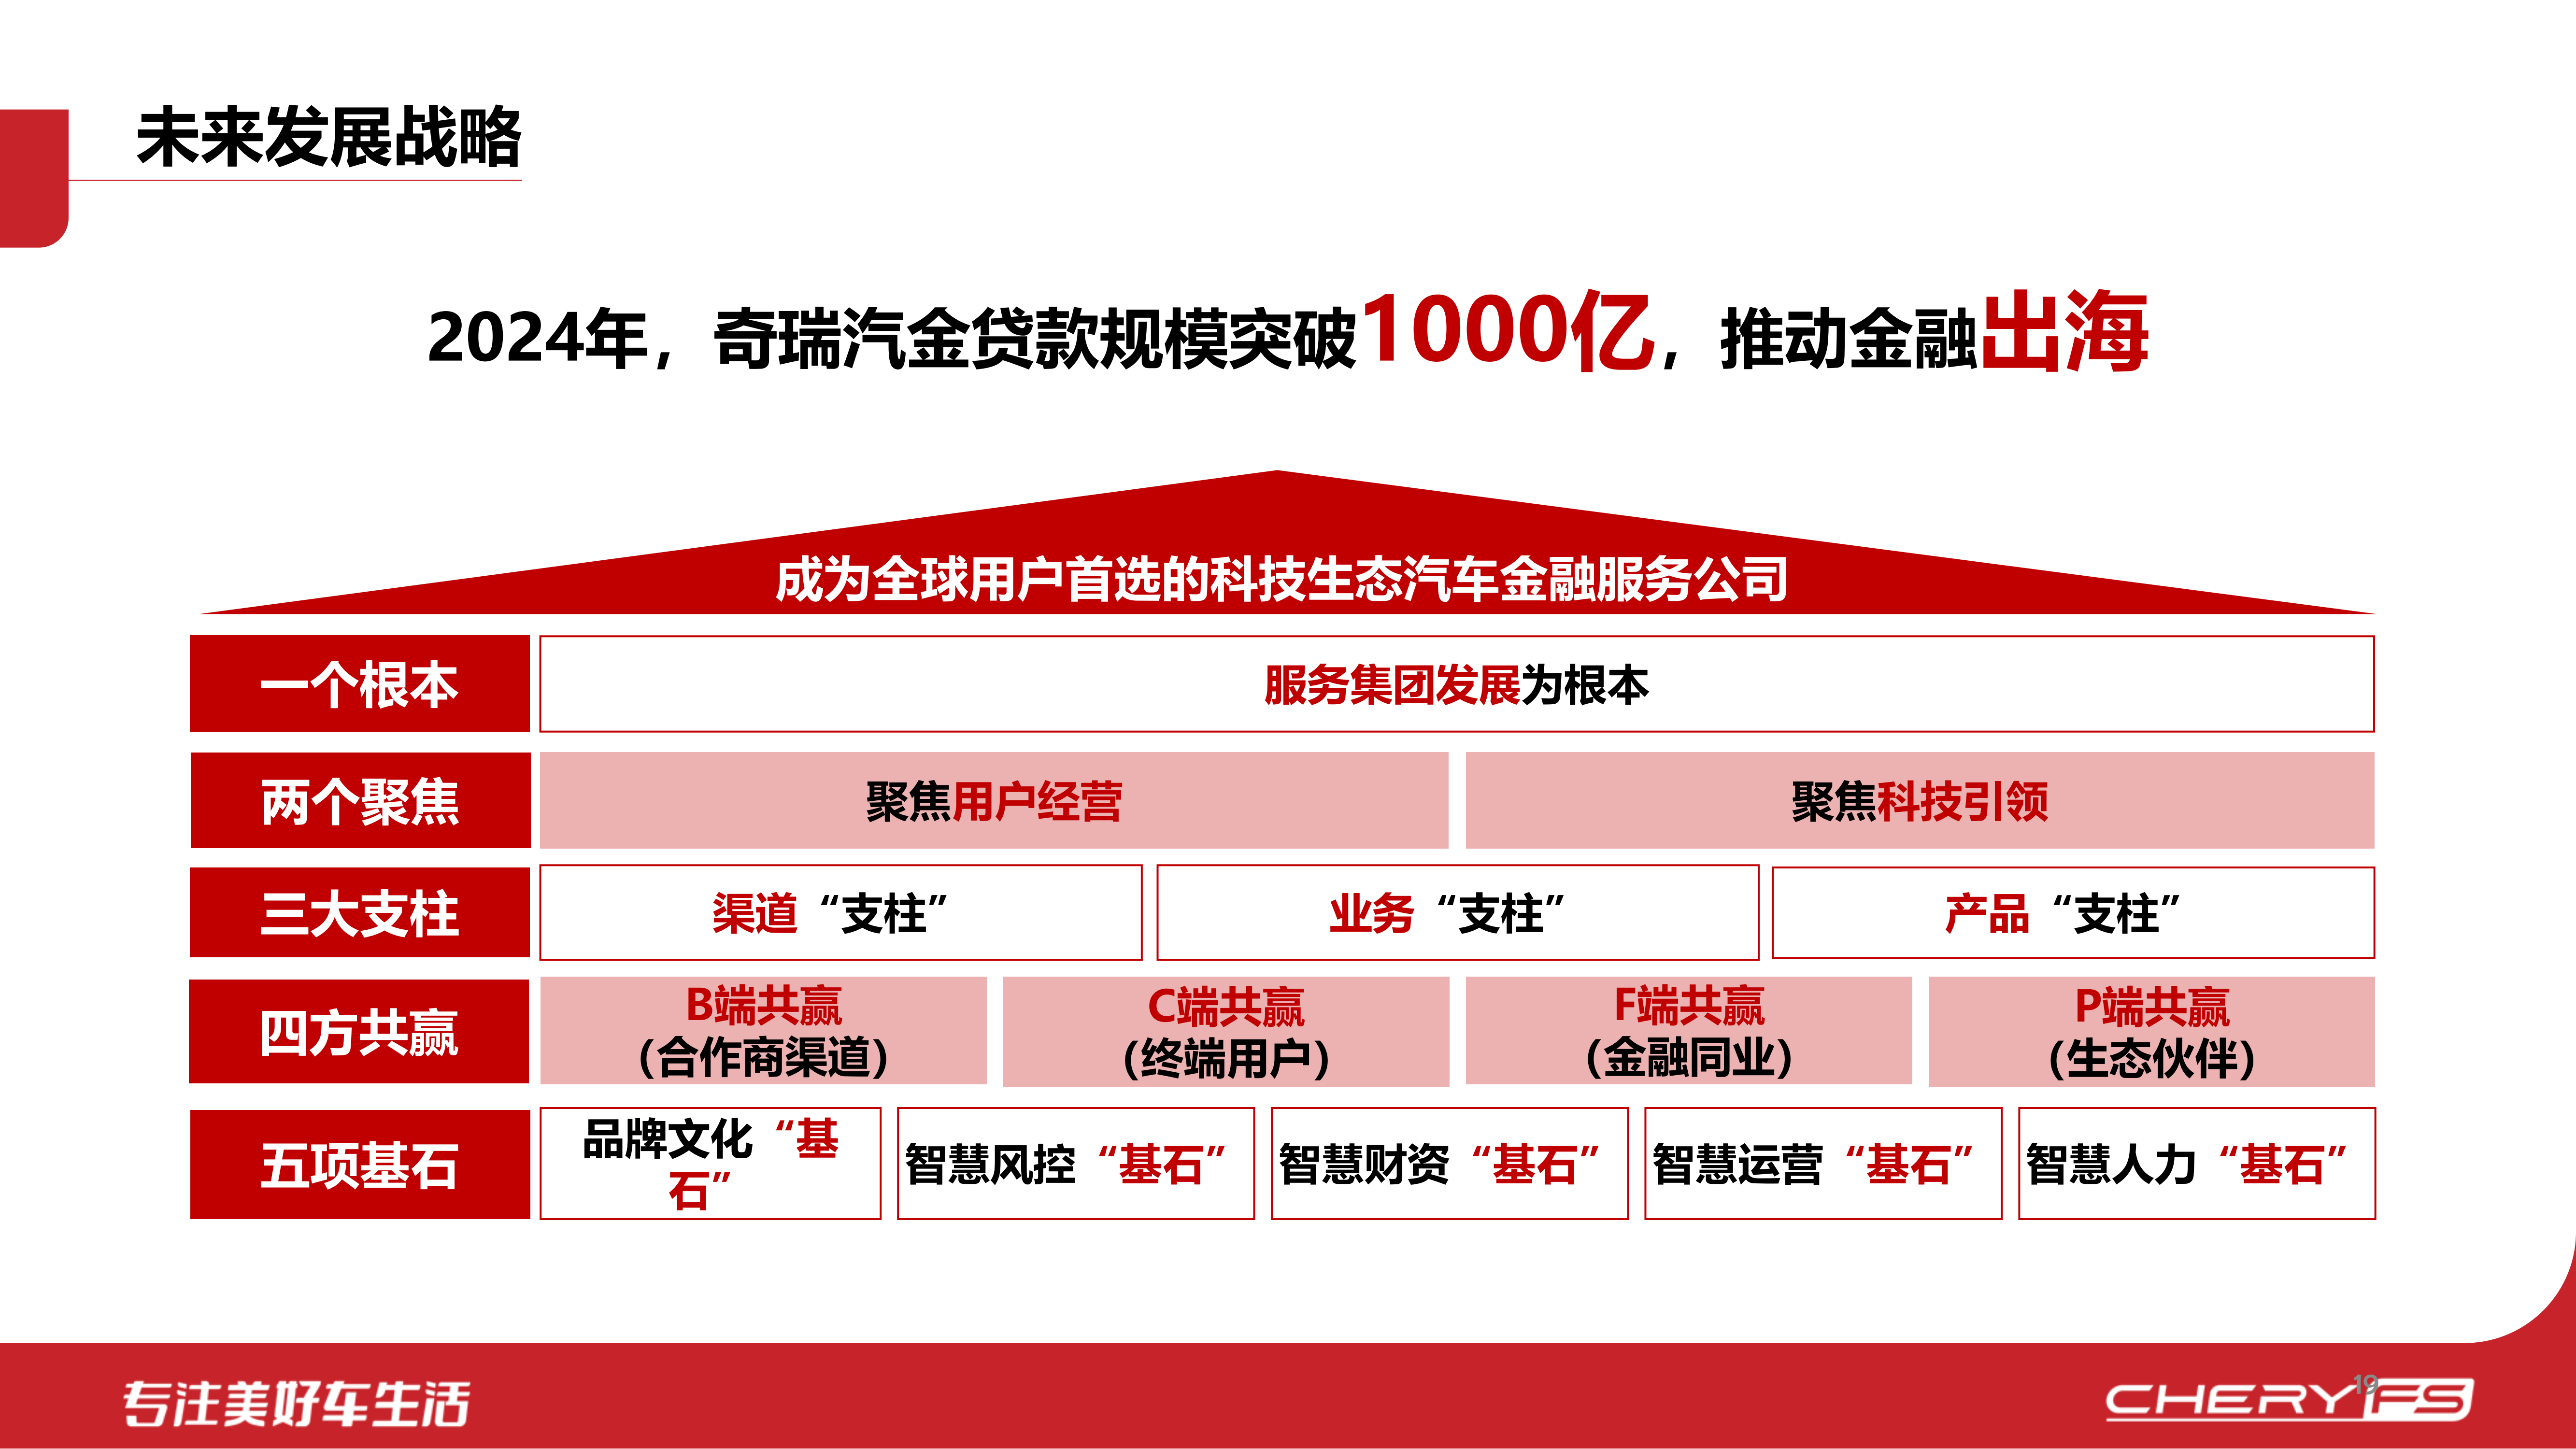 未来发展战略
2024年，奇瑞汽金贷款规模突破1000亿，推动金融出海
成为全球用户首选的科技生态汽车金融服务公司
一个根本
服务集团发展为根本
两个聚焦
聚焦用户经营
聚焦科技引领
三大支柱
渠道“支柱”
业务“支柱”
产品“支柱”
四方共赢
B端共赢
（合作商渠道）
C端共赢
（终端用户）
F端共赢
（金融同业）
P端共赢
（生态伙伴）
五项基石
品牌文化“基
石”
智慧风控“基石”
智慧财资“基石”
智慧运营“基石”
智慧人力“基石”
专注美好车生活
19
CHERY FS